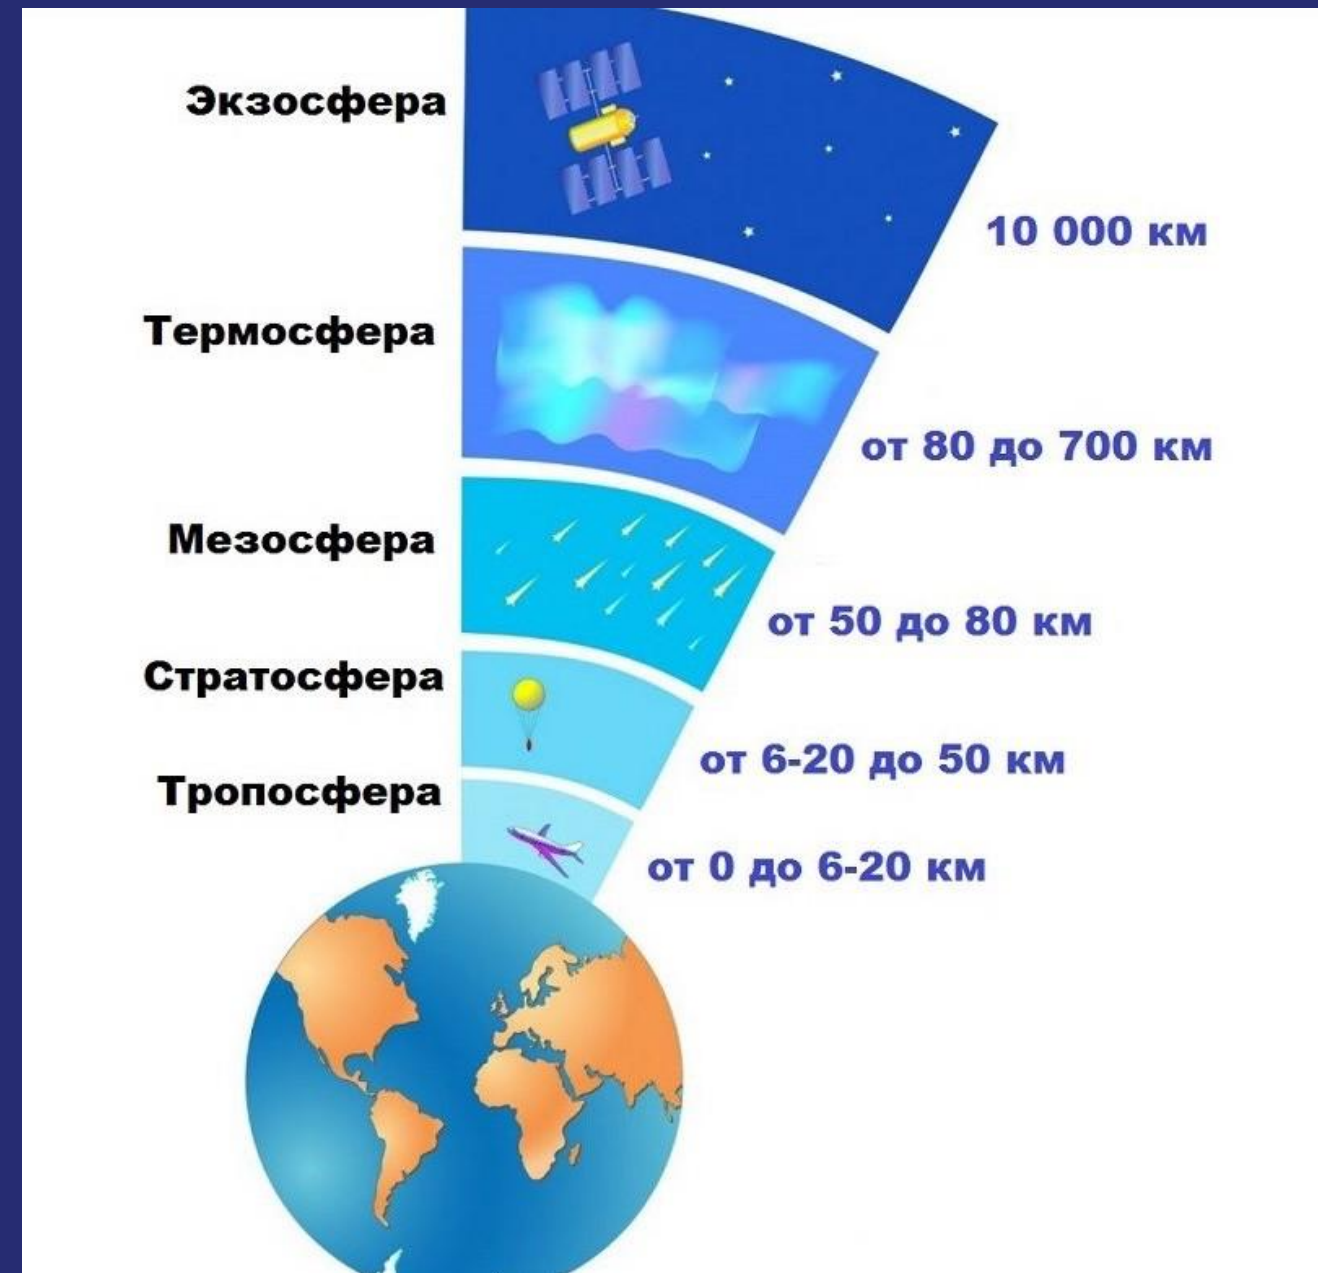 Экзосфера
10 000 км
Термосфера
от 80 до 700 км
Мезосфера
от 50 до 80 км
Стратосфера
от 6-20 до 50 км
Тропосфера
от 0 до 6-20 км